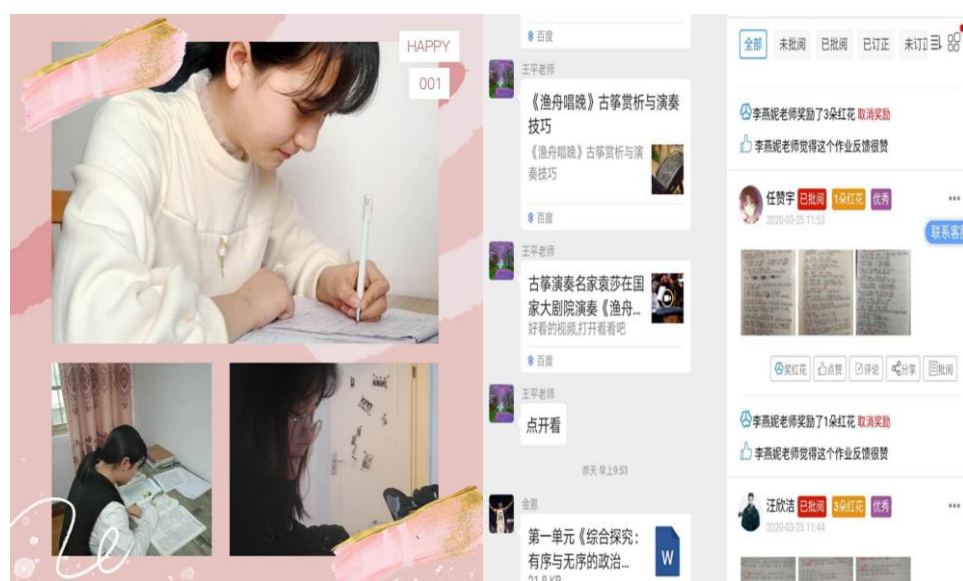 HAPPY
001
百度
王平老师
《渔舟唱晚》古筝赏析与演奏
技巧
《渔舟唱晚》古筝赏析与演
奏技巧
百度
王平老师
古筝演奏名家袁莎在国
家大剧院演奏《渔舟...
好看的视频,打开看看吧
百度
王平老师
点开看
昨天 早上9:53
金恩
第一单元《综合探究：
有序与无序的政治...
21.8 KB
W
全部 未批阅 已批阅 已订正 未订
李燕妮老师奖励了3朵红花 取消奖励
李燕妮老师觉得这个作业反馈很赞
任赞宇 已批阅 1朵红花 优秀
2020-03-25 11:52
联系客
奖红花 点赞 评论 分享 批阅
李燕妮老师奖励了1朵红花 取消奖励
李燕妮老师觉得这个作业反馈很赞
汪欣洁 已批阅 3朵红花 优秀
2020-03-25 11:44